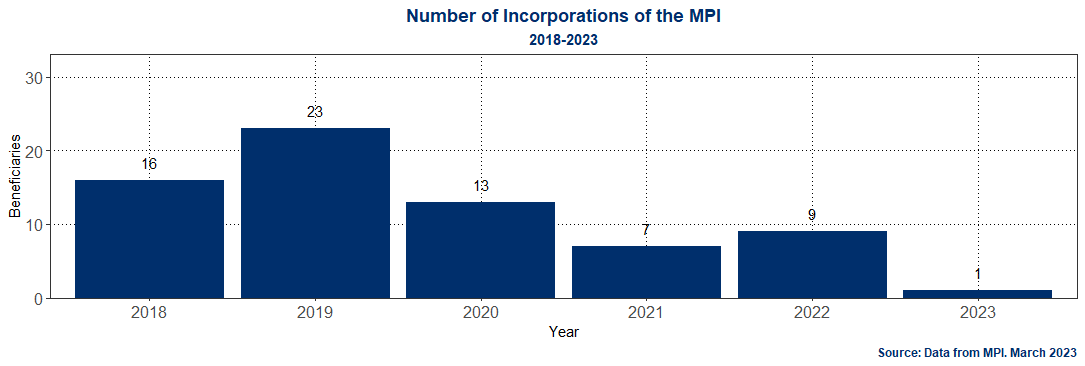 Number of Incorporations of the MPI
2018-2023
Beneficiaries
30
20
10
0
16
23
13
7
9
1
2018 2019 2020 2021 2022 2023
Year
Source: Data from MPI. March 2023